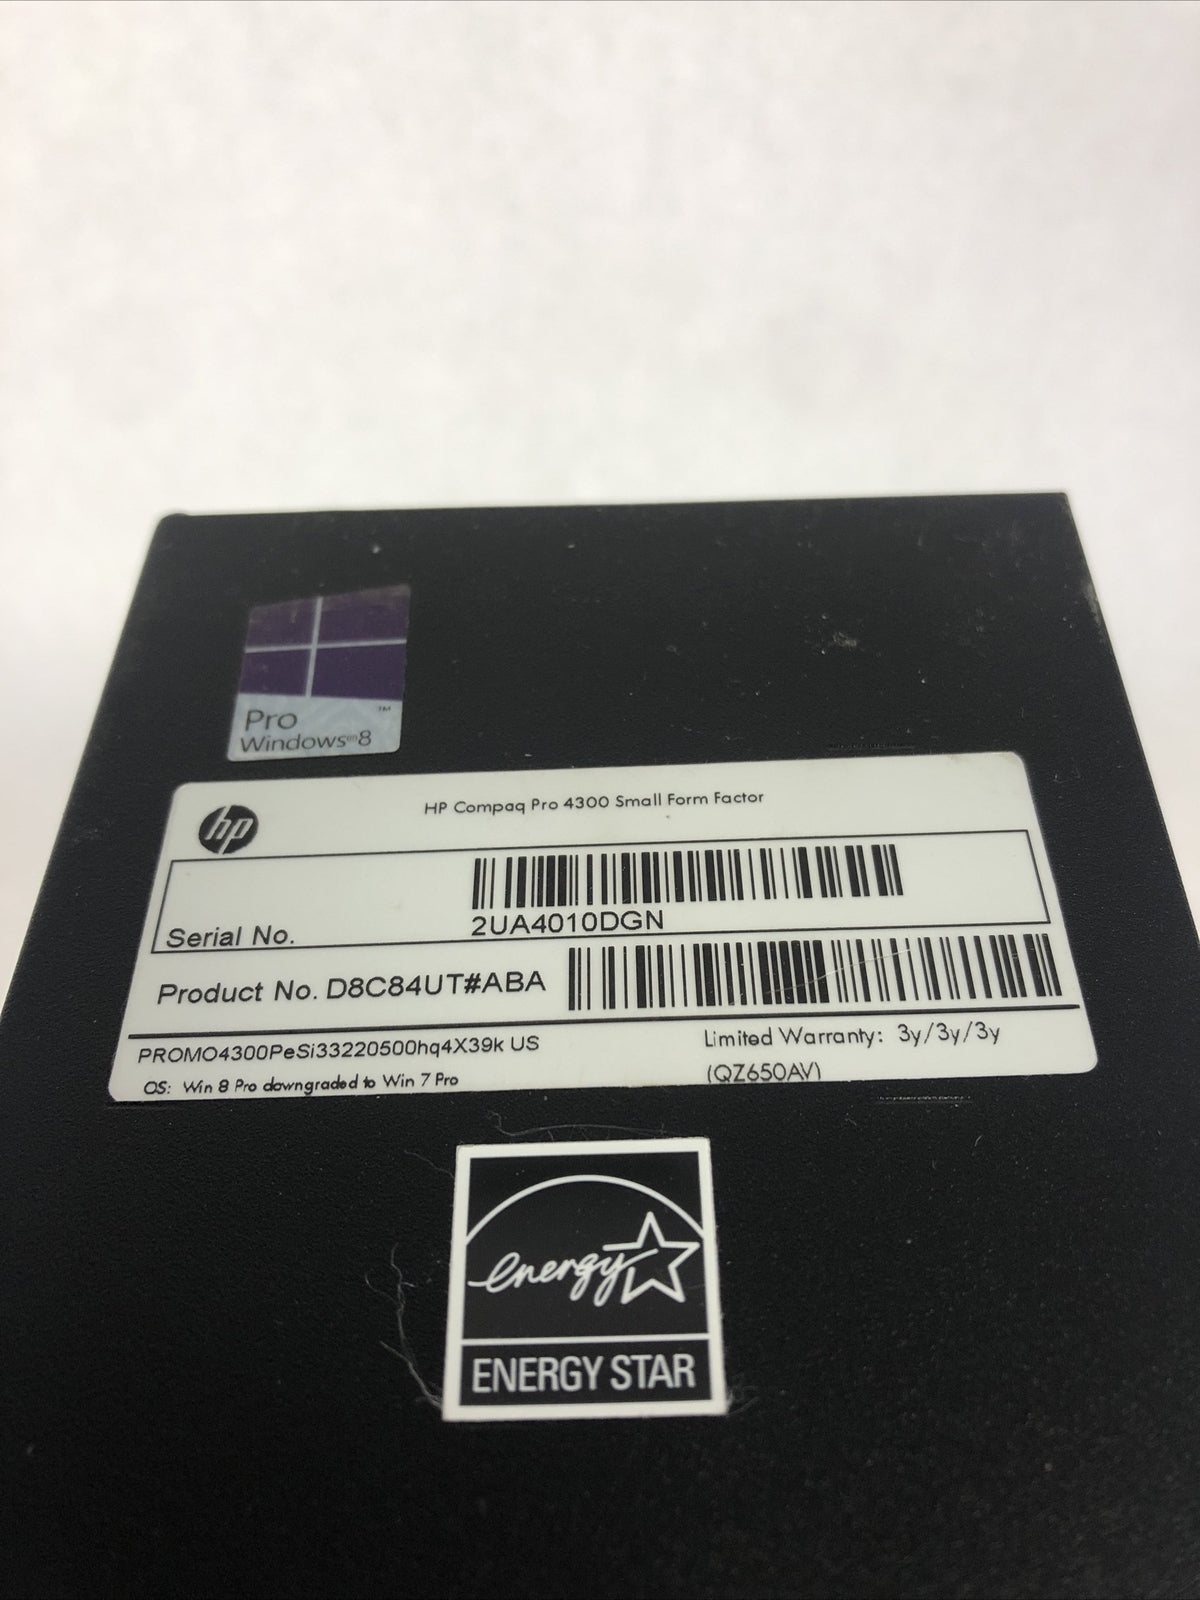 Pro
™
Windows 8
hp
HP Compaq Pro 4300 Small Form Factor
Serial No.
2UA4010DGN
Product No. D8C84UT#ABA
PROMO4300PeSi33220500hq4X39k US
Limited Warranty: 3y/3y/3y
OS: Win 8 Pro downgraded to Win 7 Pro
(QZ650AV)
energy
ENERGY STAR